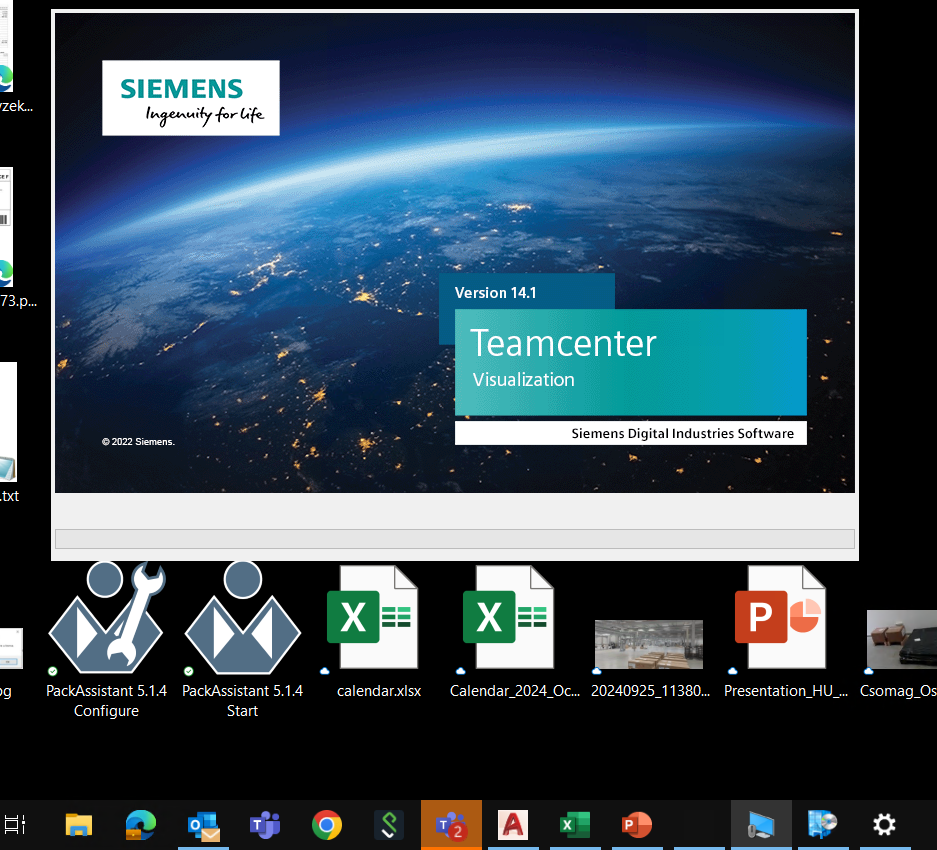 yzek...
SIEMENS
Ingenuity for life
73.p...
Version 14.1
Teamcenter
Visualization
© 2022 Siemens.
Siemens Digital Industries Software
.txt
PackAssistant 5.1.4
Configure
PackAssistant 5.1.4
Start
calendar.xlsx
Calendar_2024_Oc...
20240925_11380...
Presentation_HU_...
Csomag_Os
2